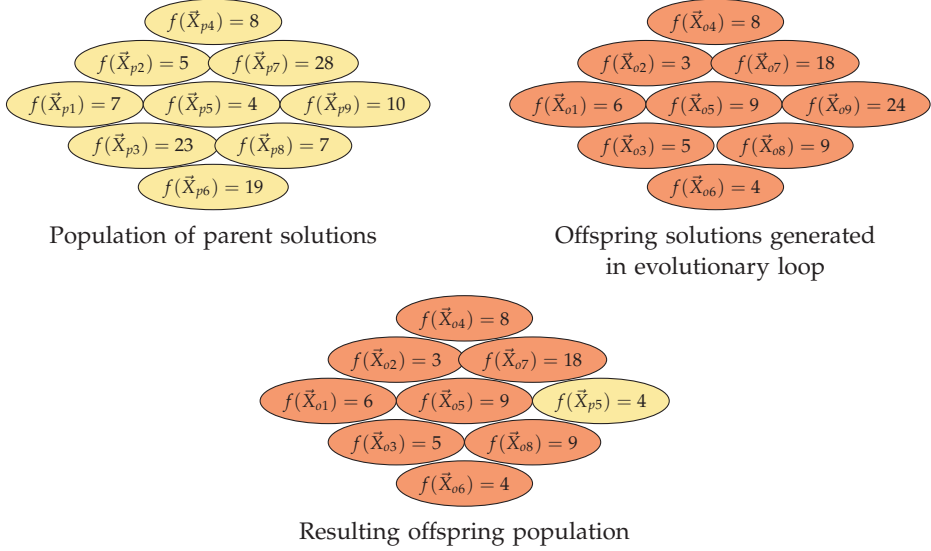 f(X⃗p4) = 8
f(X⃗p2) = 5
f(X⃗p7) = 28
f(X⃗p1) = 7
f(X⃗p5) = 4
f(X⃗p9) = 10
f(X⃗p3) = 23
f(X⃗p8) = 7
f(X⃗p6) = 19
Population of parent solutions
f(X⃗o4) = 8
f(X⃗o2) = 3
f(X⃗o7) = 18
f(X⃗o1) = 6
f(X⃗o5) = 9
f(X⃗o9) = 24
f(X⃗o3) = 5
f(X⃗o8) = 9
f(X⃗o6) = 4
Offspring solutions generated
in evolutionary loop
f(X⃗o4) = 8
f(X⃗o2) = 3
f(X⃗o7) = 18
f(X⃗o1) = 6
f(X⃗o5) = 9
f(X⃗p5) = 4
f(X⃗o3) = 5
f(X⃗o8) = 9
f(X⃗o6) = 4
Resulting offspring population